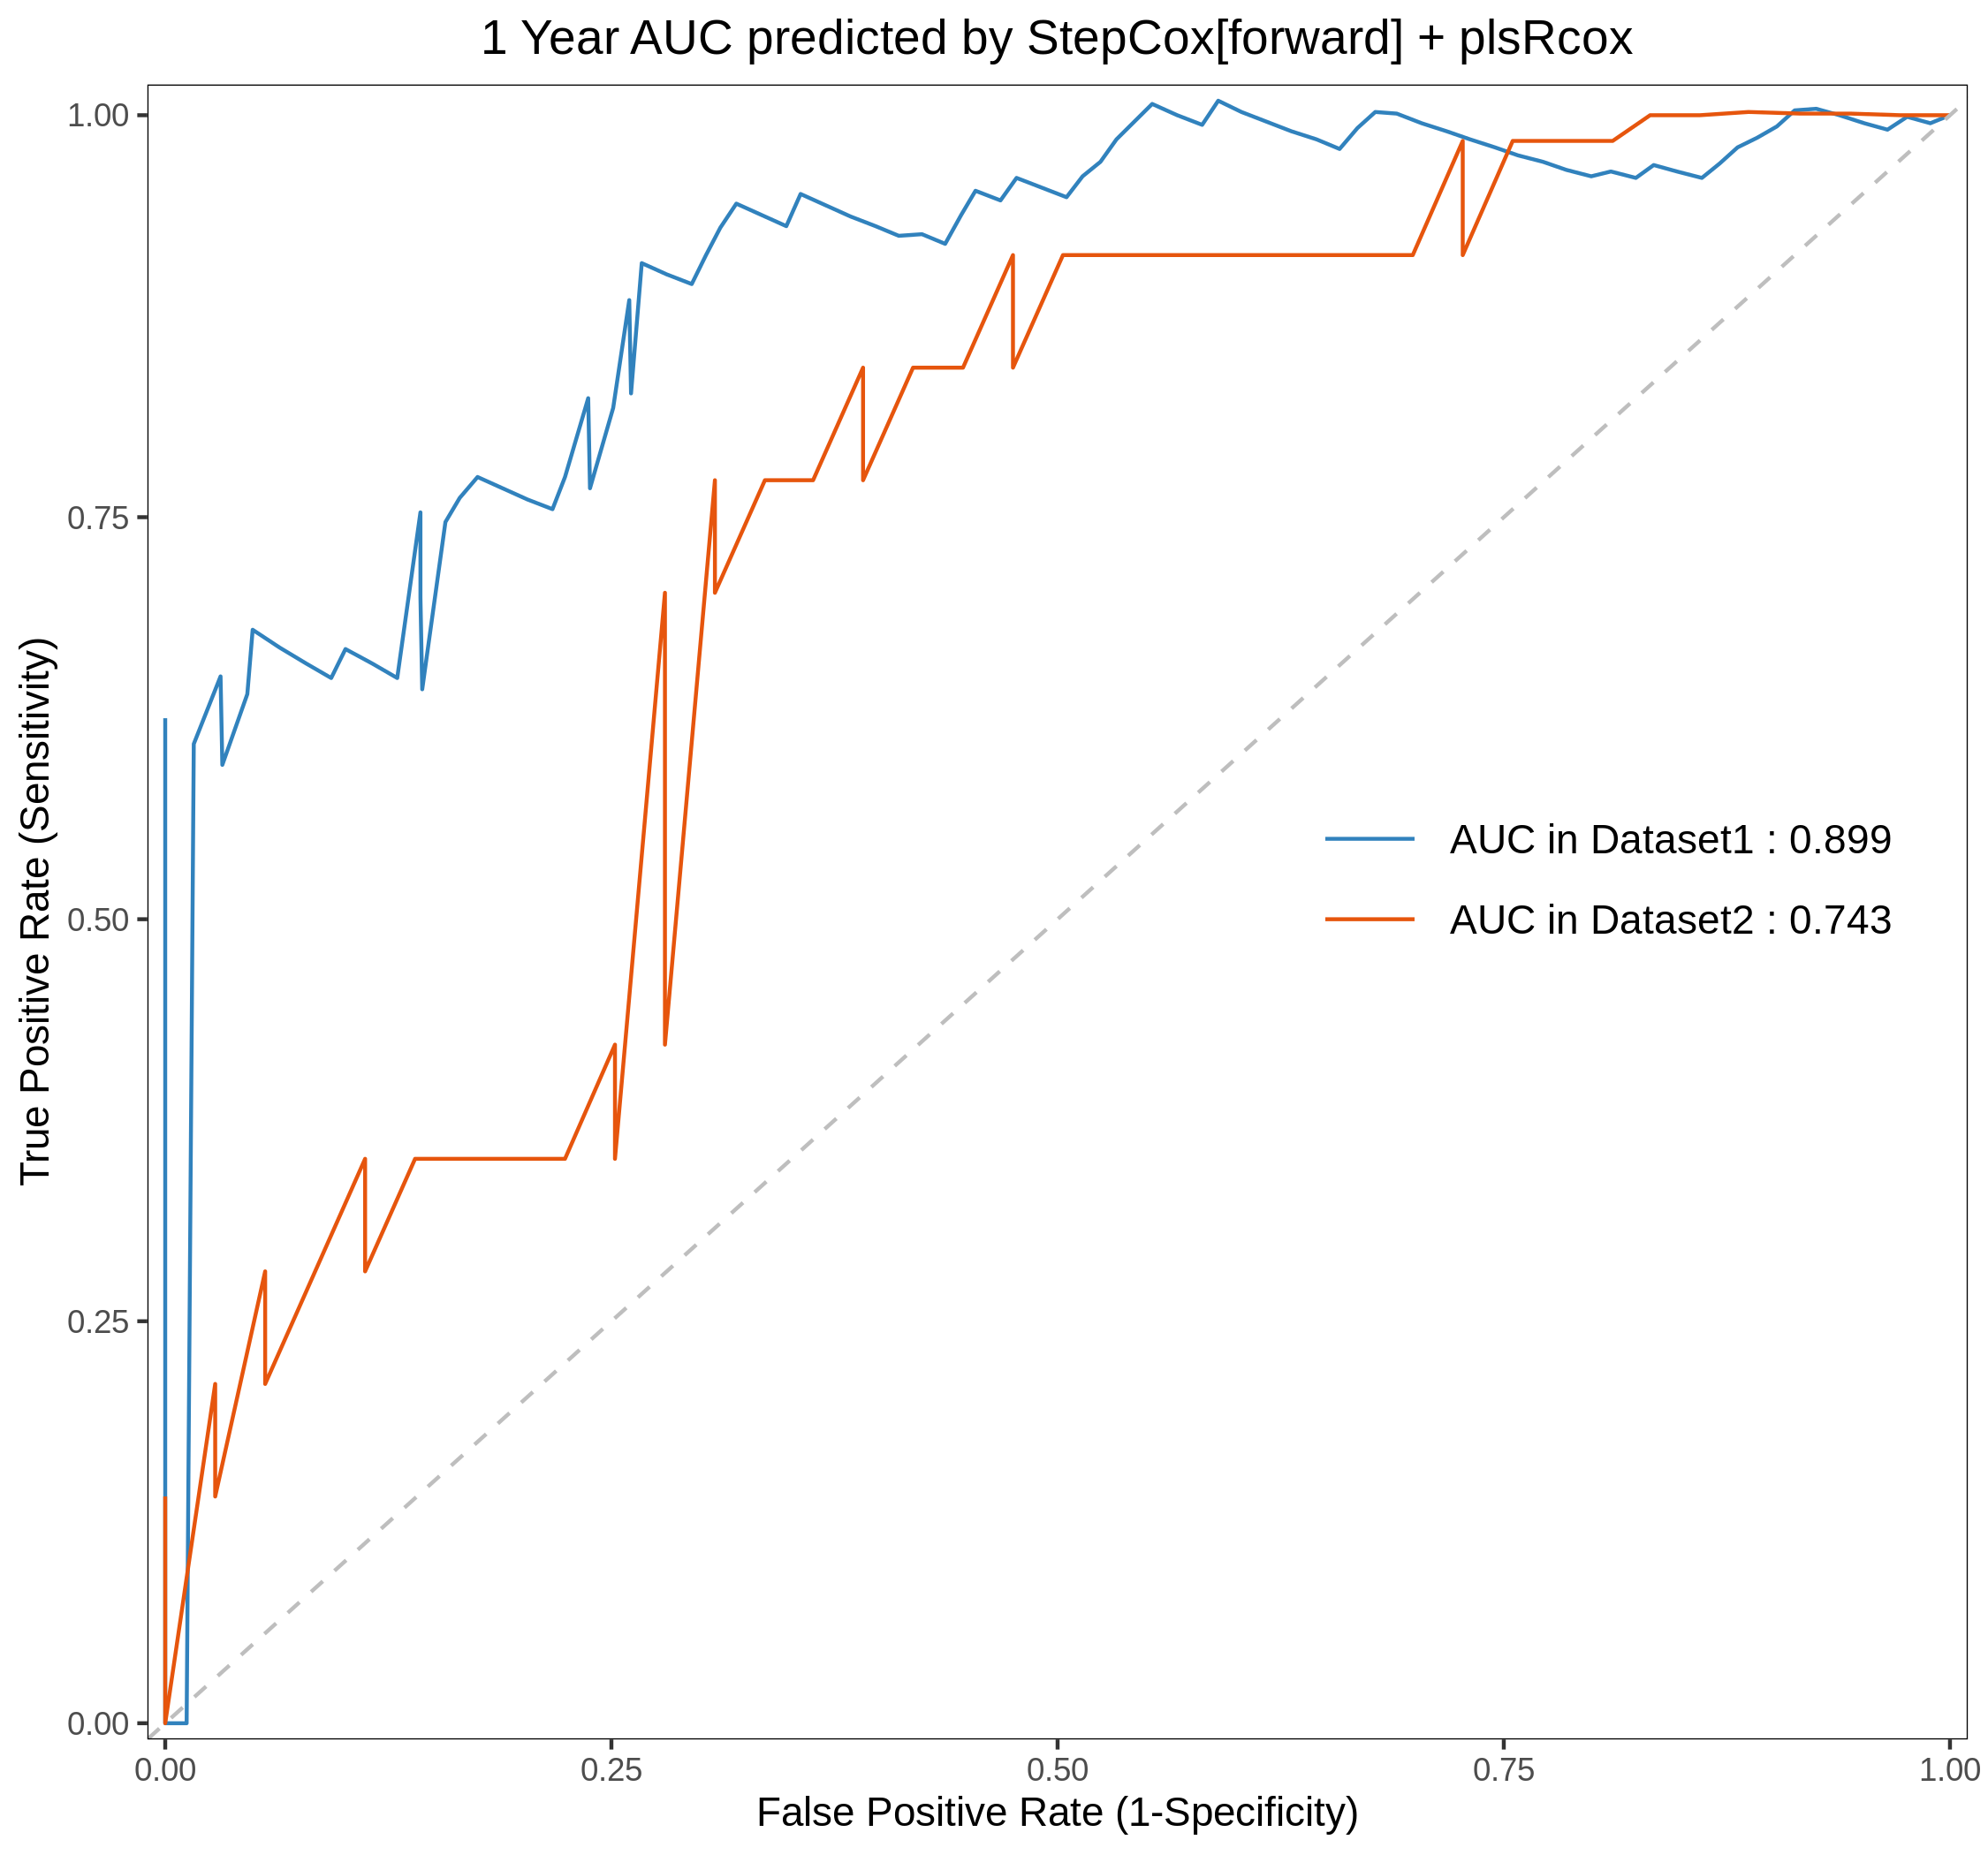 1 Year AUC predicted by StepCox[forward] + plsRcox
True Positive Rate (Sensitivity)
1.00
0.75
0.50
0.25
0.00
AUC in Dataset1 : 0.899
AUC in Dataset2 : 0.743
0.00 0.25 0.50 0.75 1.00
False Positive Rate (1-Specificity)